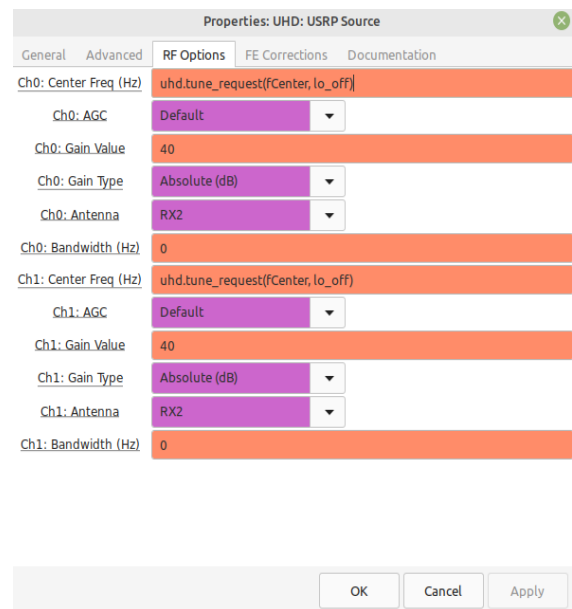 Properties: UHD: USRP Source
General Advanced RF Options FE Corrections Documentation
Ch0: Center Freq (Hz) uhd.tune_request(fCenter, lo_off)
Ch0: AGC Default
Ch0: Gain Value 40
Ch0: Gain Type Absolute (dB)
Ch0: Antenna RX2
Ch0: Bandwidth (Hz) 0
Ch1: Center Freq (Hz) uhd.tune_request(fCenter, lo_off)
Ch1: AGC Default
Ch1: Gain Value 40
Ch1: Gain Type Absolute (dB)
Ch1: Antenna RX2
Ch1: Bandwidth (Hz) 0
OK Cancel Apply